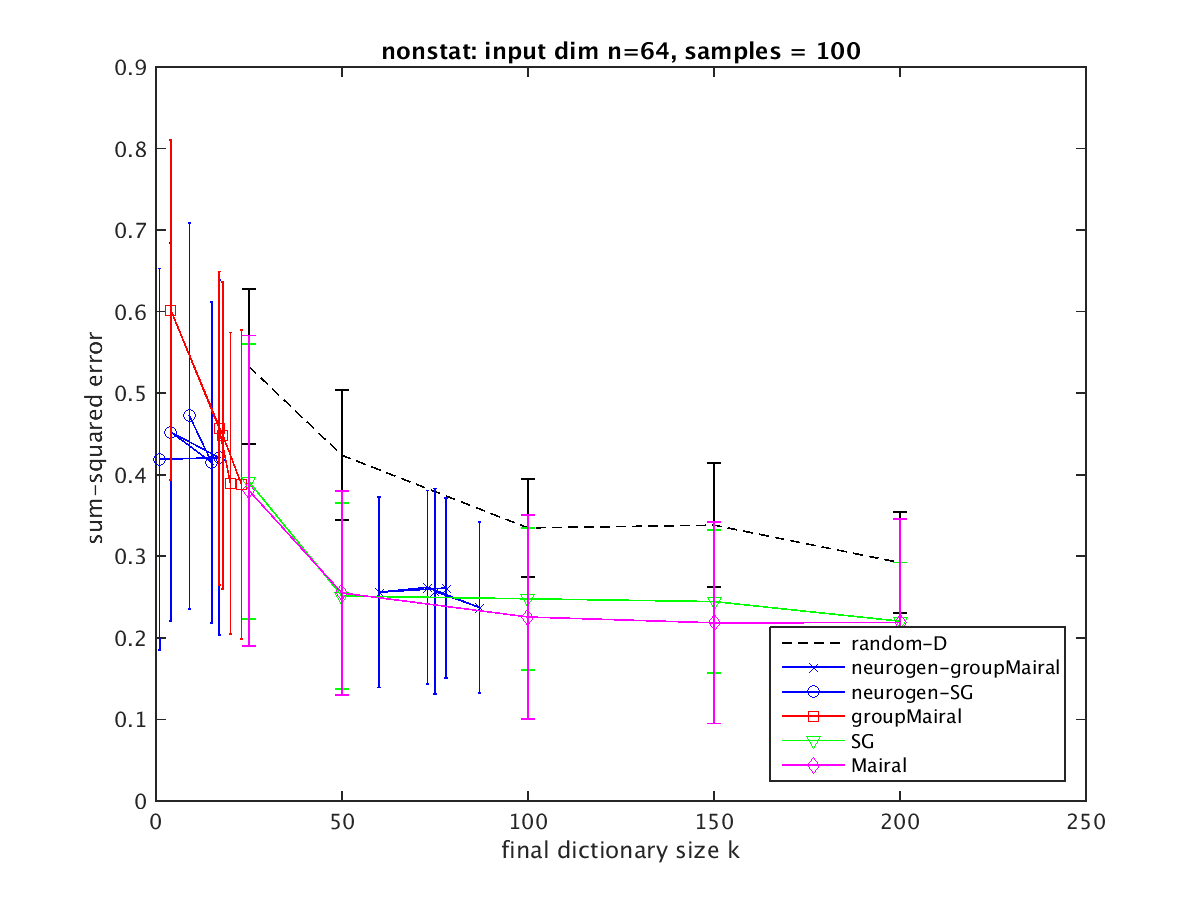 nonstat: input dim n=64, samples = 100
0.9
0.8
0.7
0.6
0.5
0.4
0.3
0.2
0.1
0
sum-squared error
0 50 100 150 200 250
final dictionary size k
random-D
neurogen-groupMairal
neurogen-SG
groupMairal
SG
Mairal